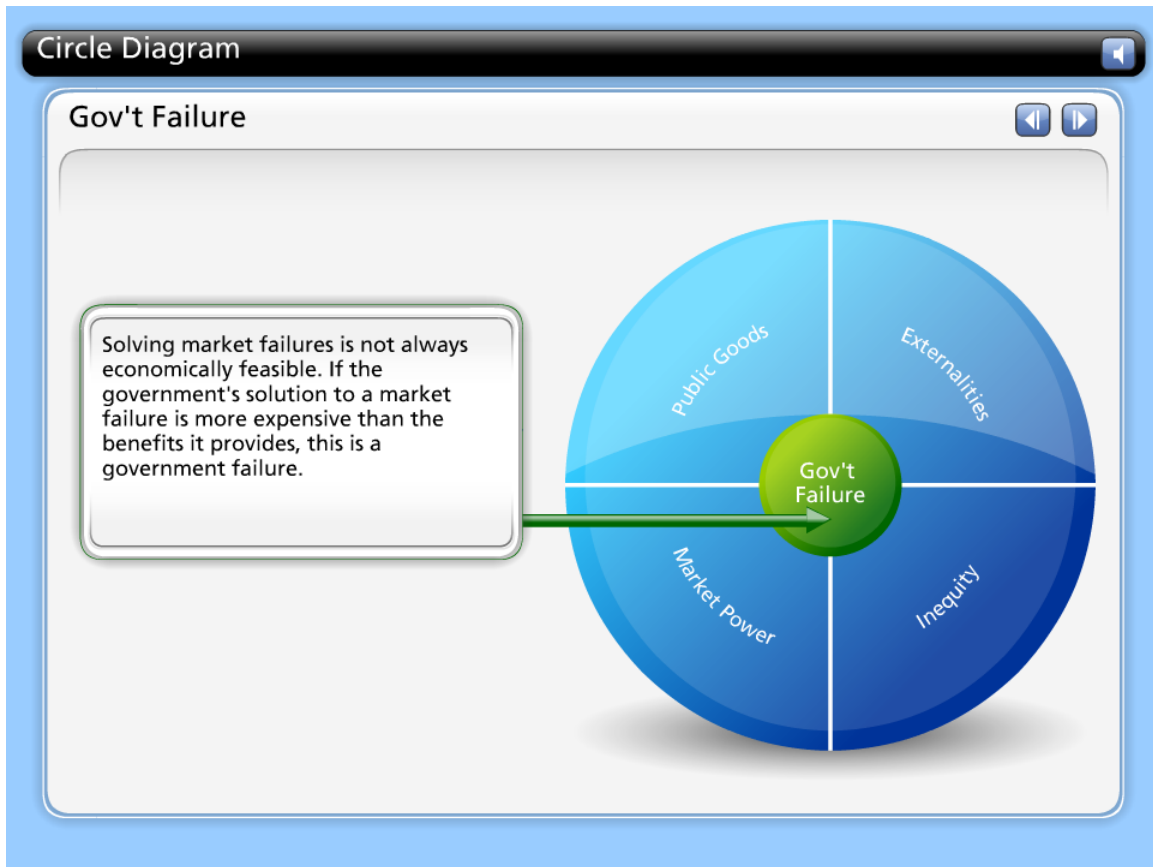 Circle Diagram
Gov't Failure
Solving market failures is not always
economically feasible. If the
government's solution to a market
failure is more expensive than the
benefits it provides, this is a
government failure.
Public Goods
Externalities
Gov't
Failure
Market Power
Inequity